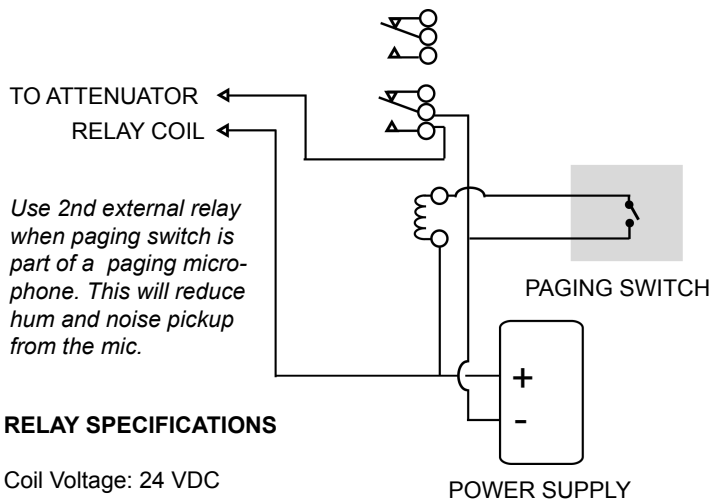 TO ATTENUATOR
RELAY COIL
Use 2nd external relay
when paging switch is
part of a paging micro-
phone. This will reduce
hum and noise pickup
from the mic.
PAGING SWITCH
+
-
POWER SUPPLY
RELAY SPECIFICATIONS
Coil Voltage: 24 VDC